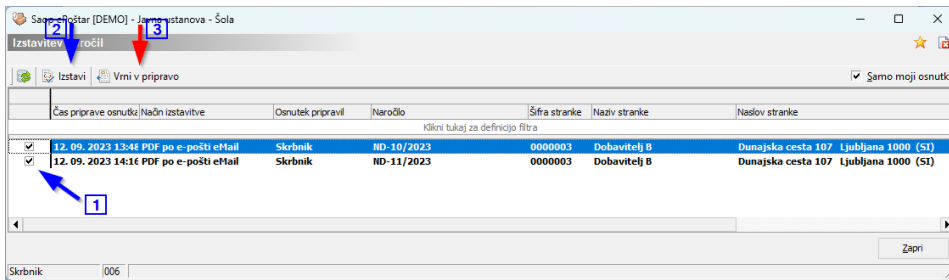 Saop ePoštar [DEMO] - Javna ustanova - Šola
2
3
Izstavitev naročil
Izstavi
Vrni v pripravo
Samo moji osnutk
Čas priprave osnutka Način izstavitve Osnutek pripravil Naročilo Šifra stranke Naziv stranke Naslov stranke
Klikni tukaj za definicijo filtra
12. 09. 2023 13:48 PDF po e-pošti eMail Skrbnik ND-10/2023 0000003 Dobavitelj B Dunajska cesta 107 Ljubljana 1000 (SI)
12. 09. 2023 14:16 PDF po e-pošti eMail Skrbnik ND-11/2023 0000003 Dobavitelj B Dunajska cesta 107 Ljubljana 1000 (SI)
1
Zapri
Skrbnik 006